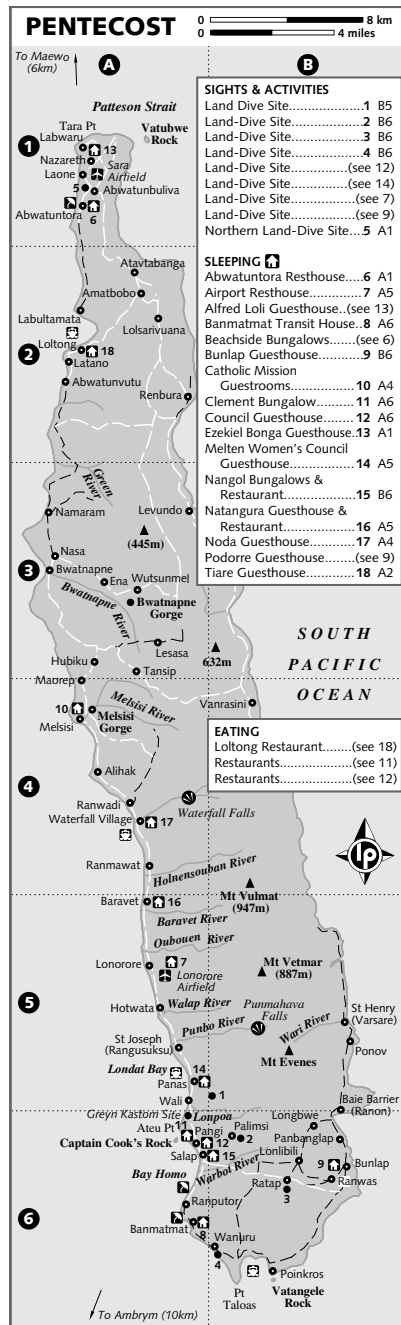 PENTECOST
0 8 km
0 4 miles
To Maewo
(6km)
A
B
Patteson Strait
SIGHTS & ACTIVITIES
Land Dive Site....................1 B5
Land-Dive Site....................2 B6
Land-Dive Site....................3 B6
Land-Dive Site....................4 B6
Land-Dive Site.............(see 12)
Land-Dive Site.............(see 14)
Land-Dive Site...............(see 7)
Land-Dive Site...............(see 9)
Northern Land-Dive Site....5 A1
SLEEPING
Abwatuntora Resthouse.....6 A1
Airport Resthouse..............7 A5
Alfred Loli Guesthouse..(see 13)
Banmatmat Transit House..8 A6
Beachside Bungalows.....(see 6)
Bunlap Guesthouse............9 B6
Catholic Mission
Guestrooms.................10 A4
Clement Bungalow..........11 A6
Council Guesthouse.........12 A6
Ezekiel Bonga Guesthouse.13 A1
Melten Women's Council
Guesthouse.................14 A5
Nangol Bungalows &
Restaurant...................15 B6
Natangura Guesthouse &
Restaurant...................16 A5
Noda Guesthouse............17 A4
Podorre Guesthouse.......(see 9)
Tiare Guesthouse.............18 A2
1
Tara Pt
Labwaru
13
Vatubwe
Rock
Nazareth
Sara
Airfield
Laone
5
Abwatunbuliva
Abwatuntora
6
Atavtabanga
Amatbobo
Labultamata
Lolsarivuana
2
Loltong
18
Latano
Abwatunvutu
Renbura
Green
River
Namaram
Levundo
(445m)
3
Nasa
Bwatnapne
Ena
Wutsunmel
Bwatnapne
Gorge
Bwatnapne
River
Lesasa
632m
SOUTH
PACIFIC
OCEAN
Hubiku
Tansip
Maorep
Vanrasini
10
Melsisi River
Melsisi
Gorge
Melsisi
EATING
Loltong Restaurant........(see 18)
Restaurants..................(see 11)
Restaurants..................(see 12)
4
Alihak
Ranwadi
Waterfall Village
17
Waterfall Falls
lp
Ranmawat
Holnensouban River
Mt Vulmat
(947m)
Baravet
16
Baravet River
Oubouen River
5
Lonorore
7
Lonorore
Airfield
Mt Vetmar
(887m)
Hotwata
Walap River
Punmahava
Falls
Punbo River
Wari River
St Henry
(Varsare)
St Joseph
(Rangusuksu)
Mt Evenes
Ponov
Londat Bay
14
Panas
1
Wali
Baie Barrier
(Ranon)
Greyin Kastom Site
Lonpoa
Longbwe
11
Ateu Pt
Pangi
Palimsi
Panbanglap
Captain Cook's Rock
12
2
Lonlibili
Salap
15
9
Bunlap
Bay Homo
Warbol River
Ratap
Ranwas
3
6
Ranputor
Banmatmat
8
Wanuru
4
Pt
Taloas
Poinkros
Vatangele
Rock
To Ambrym (10km)